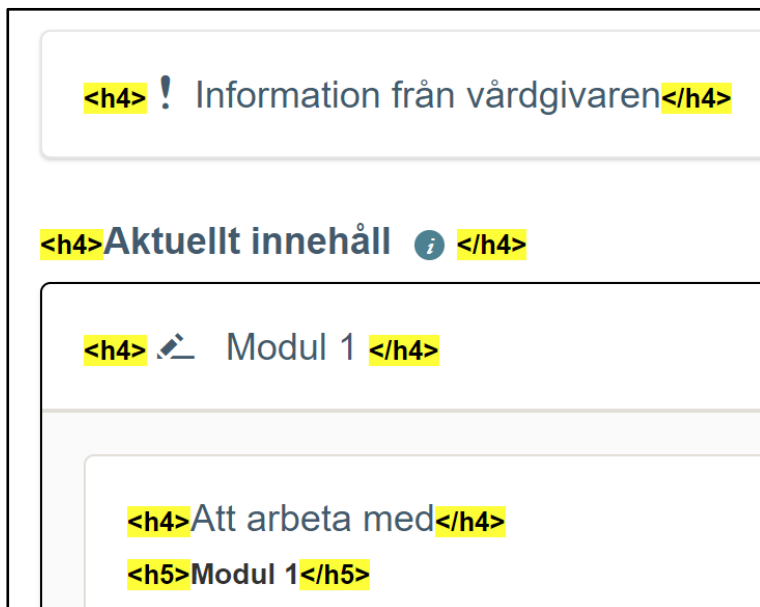 <h4> ! Information från vårdgivaren</h4>
<h4>Aktuellt innehåll i </h4>
<h4> Modul 1 </h4>
<h4>Att arbeta med</h4>
<h5>Modul 1</h5>